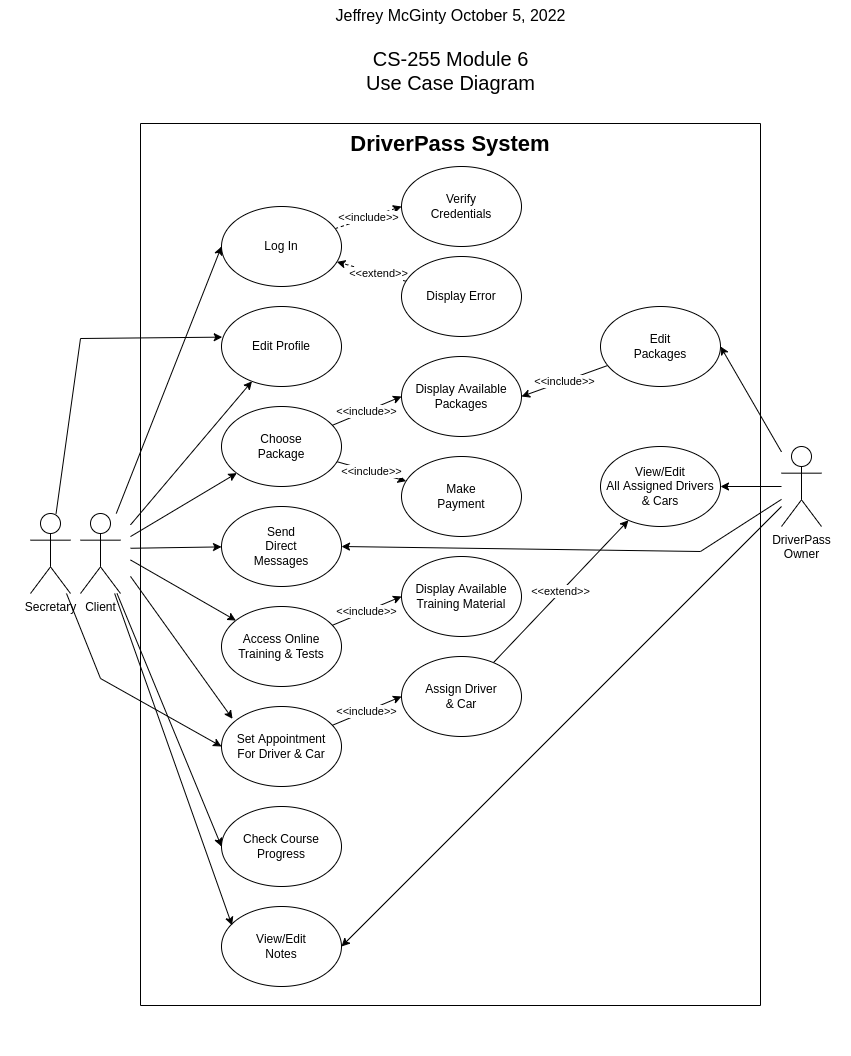 Jeffrey McGinty October 5, 2022
CS-255 Module 6
Use Case Diagram
DriverPass System
Verify
Credentials
<<include>>
Log In
<<extend>>
Display Error
Edit Profile
Edit
Packages
<<include>>
Display Available
Packages
<<include>>
Choose
Package
<<include>>
Make
Payment
View/Edit
All Assigned Drivers
& Cars
DriverPass
Owner
Send
Direct
Messages
Secretary
Client
Display Available
Training Material
<<extend>>
<<include>>
Access Online
Training & Tests
Assign Driver
& Car
<<include>>
Set Appointment
For Driver & Car
Check Course
Progress
View/Edit
Notes